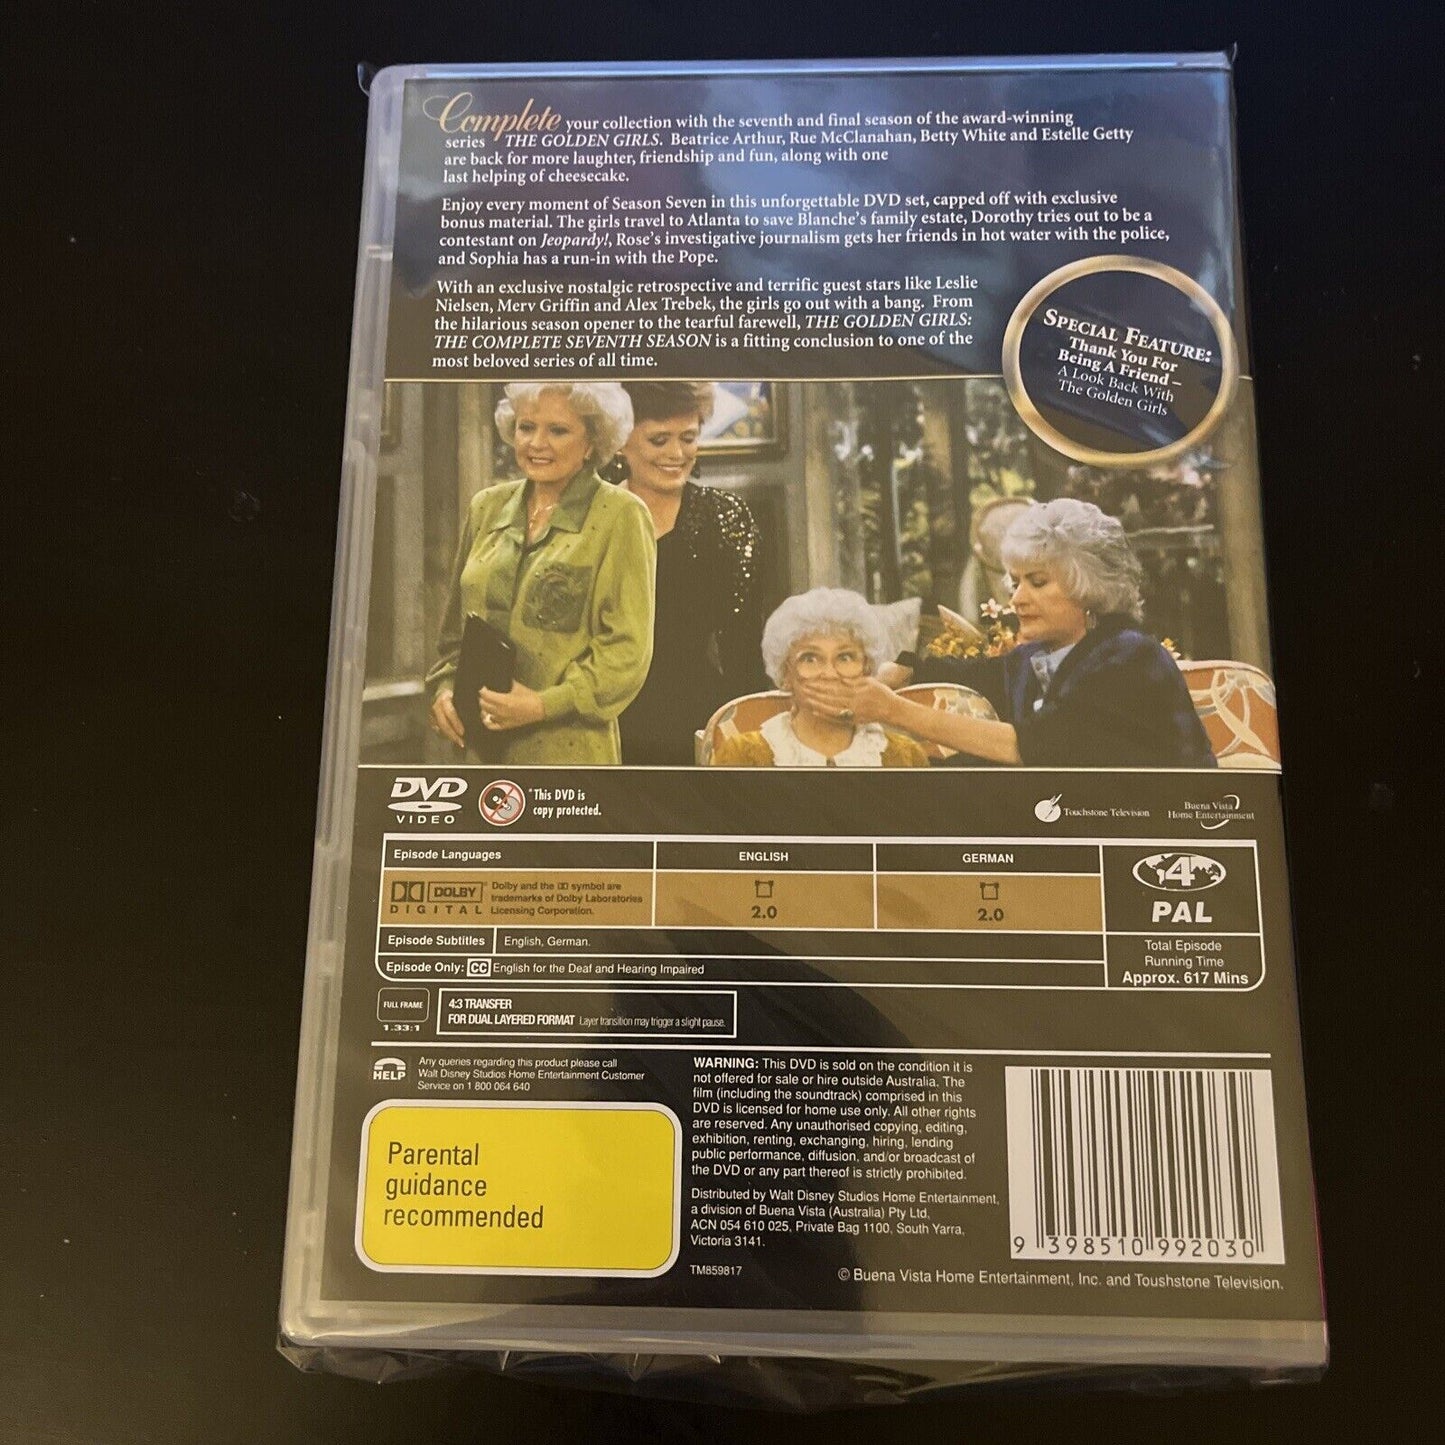 Complete your collection with the seventh and final season of the award-winning
series THE GOLDEN GIRLS. Beatrice Arthur, Rue McClanahan, Betty White and Estelle Getty
are back for more laughter, friendship and fun, along with one
last helping of cheesecake.
Enjoy every moment of Season Seven in this unforgettable DVD set, capped off with exclusive
bonus material. The girls travel to Atlanta to save Blanche's family estate, Dorothy tries out to be a
contestant on Jeopardy!, Rose's investigative journalism gets her friends in hot water with the police,
and Sophia has a run-in with the Pope.
With an exclusive nostalgic retrospective and terrific guest stars like Leslie
Nielsen, Merv Griffin and Alex Trebek, the girls go out with a bang. From
the hilarious season opener to the tearful farewell, THE GOLDEN GIRLS:
THE COMPLETE SEVENTH SEASON is a fitting conclusion to one of the
most beloved series of all time.
SPECIAL FEATURE:
Thank You For
Being A Friend –
A Look Back With
The Golden Girls
DVD
VIDEO
*This DVD is
copy protected.
Touchstone Television
Buena Vista
Home Entertainment
Episode Languages
ENGLISH
GERMAN
DOLBY
DIGITAL
Dolby and the DD symbol are
trademarks of Dolby Laboratories
Licensing Corporation.
2.0
2.0
4
PAL
Episode Subtitles
English, German.
Episode Only: CC English for the Deaf and Hearing Impaired
Total Episode
Running Time
Approx. 617 Mins
FULL FRAME
1.33:1
4:3 TRANSFER
FOR DUAL LAYERED FORMAT Layer transition may trigger a slight pause.
HELP
Any queries regarding this product please call
Walt Disney Studios Home Entertainment Customer
Service on 1 800 064 640
WARNING: This DVD is sold on the condition it is
not offered for sale or hire outside Australia. The
film (including the soundtrack) comprised in this
DVD is licensed for home use only. All other rights
are reserved. Any unauthorised copying, editing,
exhibition, renting, exchanging, hiring, lending
public performance, diffusion, and/or broadcast of
the DVD or any part thereof is strictly prohibited.
Distributed by Walt Disney Studios Home Entertainment,
a division of Buena Vista (Australia) Pty Ltd,
ACN 054 610 025, Private Bag 1100, South Yarra,
Victoria 3141.
Parental
guidance
recommended
TM859817
9 398510 992030
© Buena Vista Home Entertainment, Inc. and Toushstone Television.